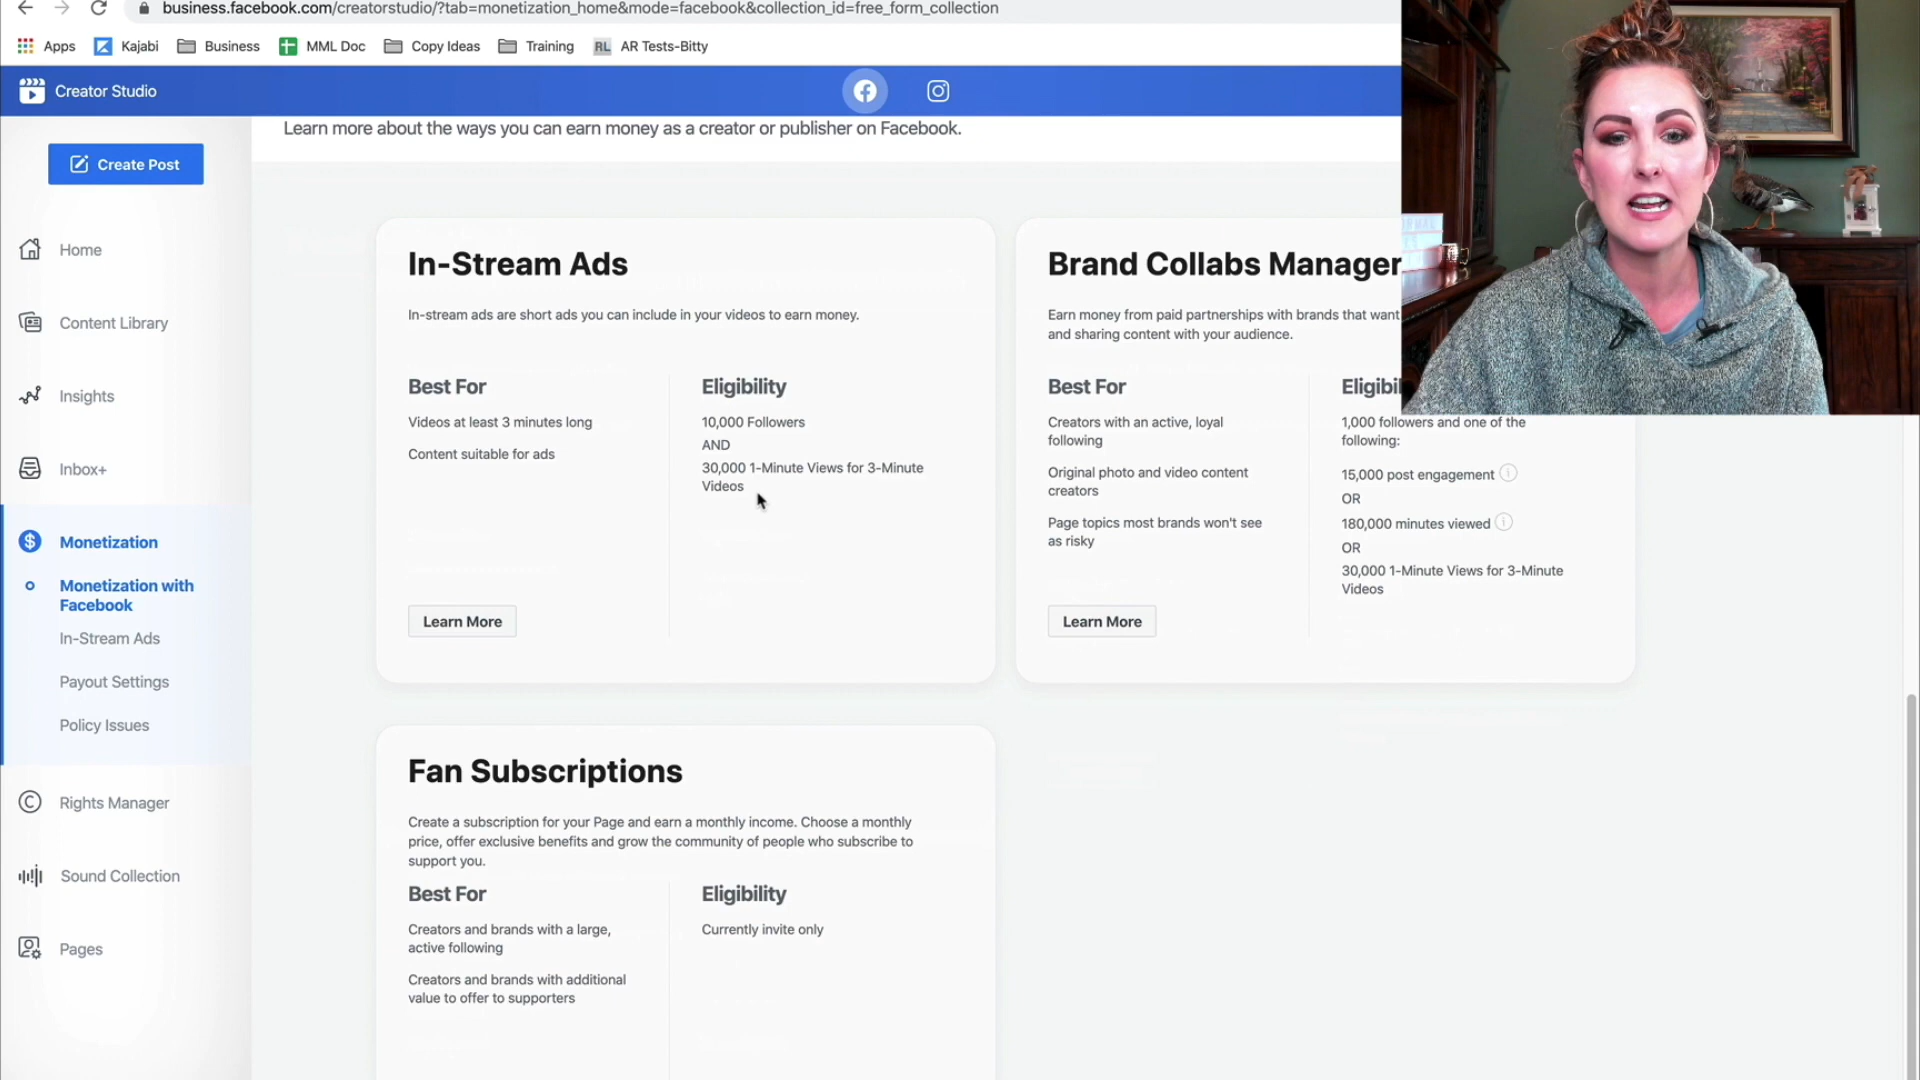 business.facebook.com/creatorstudio/?tab=monetization_home&mode=facebook&collection_id=free_form_collection
Apps
Kajabi
Business
MML Doc
Copy Ideas
Training
RL AR Tests-Bitty
Creator Studio
Learn more about the ways you can earn money as a creator or publisher on Facebook.
Create Post
Home
Content Library
Insights
Inbox+
Monetization
Monetization with
Facebook
In-Stream Ads
Payout Settings
Policy Issues
Rights Manager
Sound Collection
Pages
In-Stream Ads
In-stream ads are short ads you can include in your videos to earn money.
Best For
Videos at least 3 minutes long
Content suitable for ads
Eligibility
10,000 Followers
AND
30,000 1-Minute Views for 3-Minute
Videos
Learn More
Brand Collabs Manager
Earn money from paid partnerships with brands that want
and sharing content with your audience.
Best For
Creators with an active, loyal
following
Original photo and video content
creators
Page topics most brands won't see
as risky
Eligibil
1,000 followers and one of the
following:
15,000 post engagement
OR
180,000 minutes viewed
OR
30,000 1-Minute Views for 3-Minute
Videos
Learn More
Fan Subscriptions
Create a subscription for your Page and earn a monthly income. Choose a monthly
price, offer exclusive benefits and grow the community of people who subscribe to
support you.
Best For
Creators and brands with a large,
active following
Creators and brands with additional
value to offer to supporters
Eligibility
Currently invite only